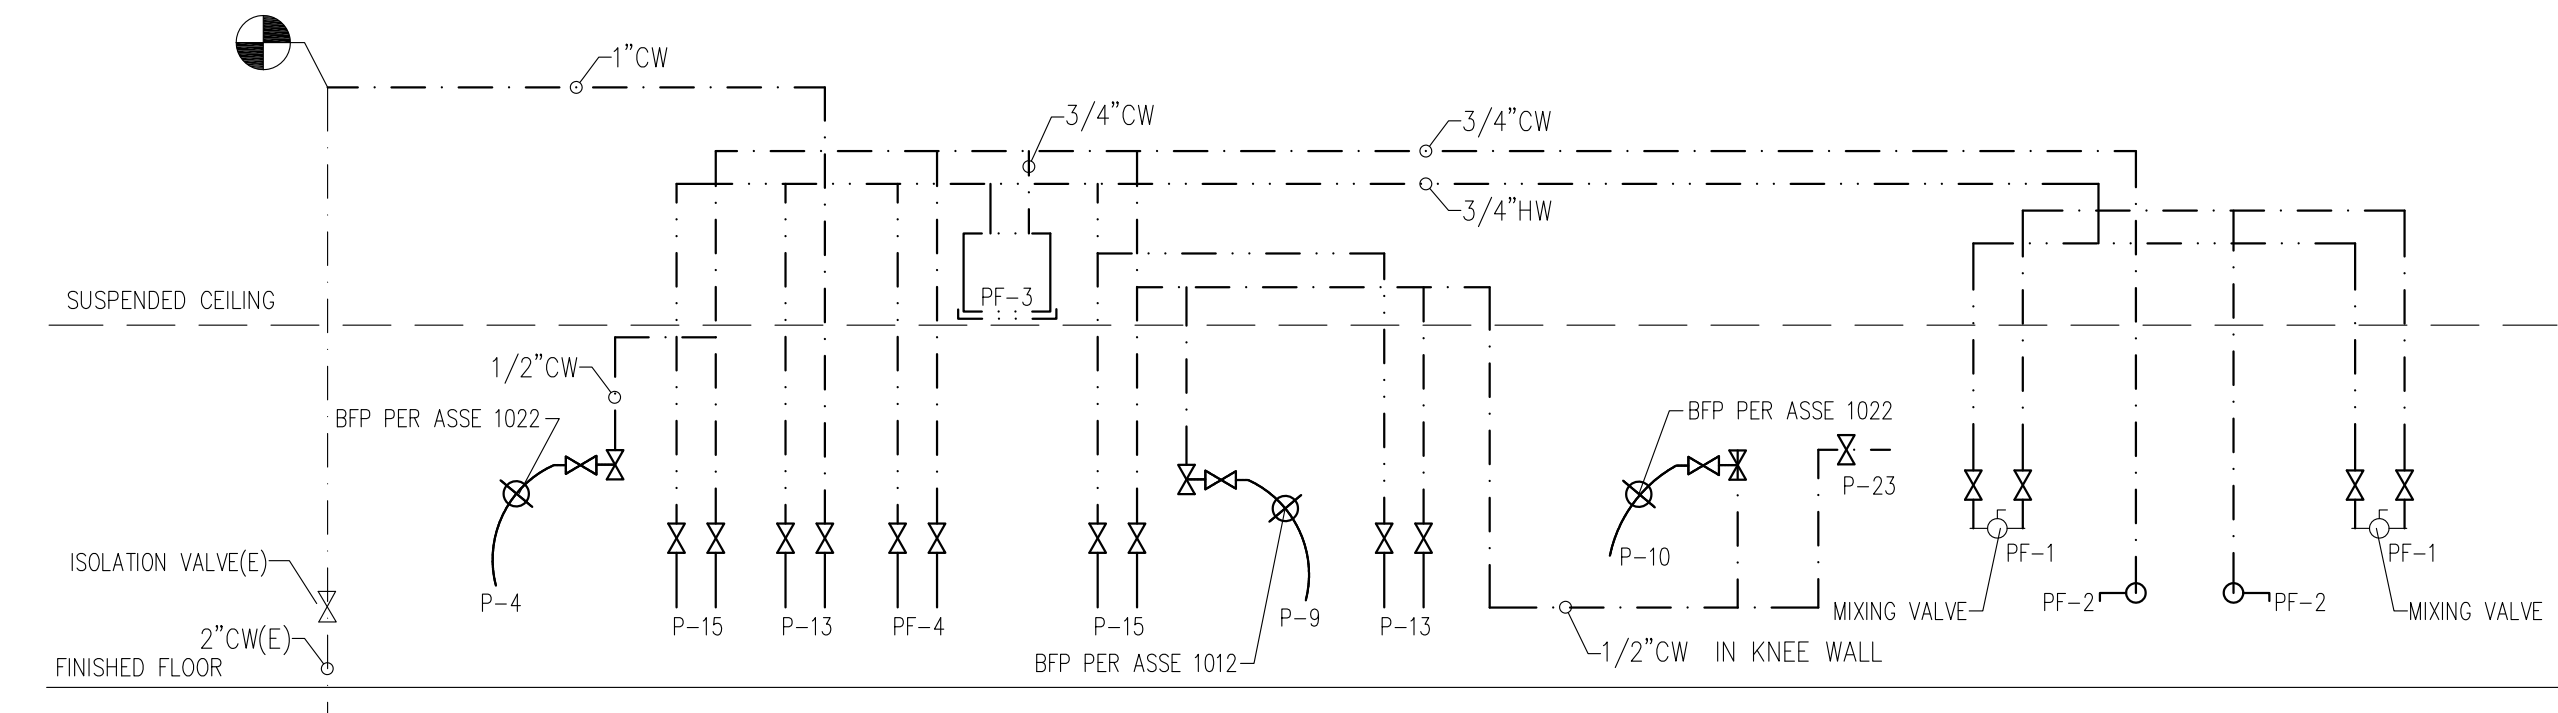 1"CW
3/4"CW
3/4"CW
3/4"HW
SUSPENDED CEILING
PF-3
1/2"CW
BFP PER ASSE 1022
BFP PER ASSE 1022
P-23
P-10
PF-1
PF-1
ISOLATION VALVE(E)
P-4
P-9
PF-2
PF-2
MIXING VALVE
MIXING VALVE
P-15
P-13
PF-4
P-15
P-13
2"CW(E)
1/2"CW IN KNEE WALL
BFP PER ASSE 1012
FINISHED FLOOR